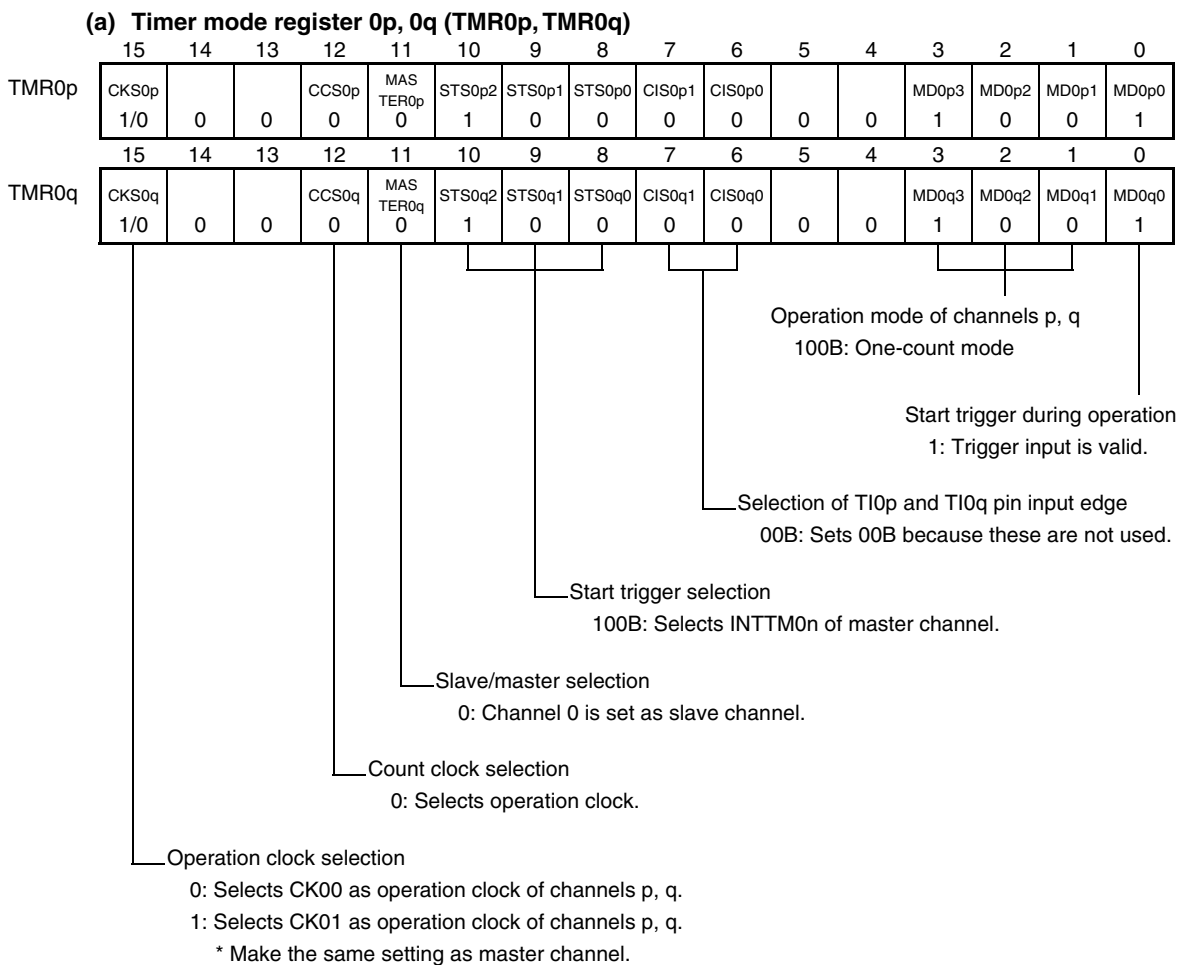 (a) Timer mode register 0p, 0q (TMR0p, TMR0q)
15 14 13 12 11 10 9 8 7 6 5 4 3 2 1 0
TMR0p CKS0p CCS0p MAS TER0p STS0p2 STS0p1 STS0p0 CIS0p1 CIS0p0 MD0p3 MD0p2 MD0p1 MD0p0
1/0 0 0 0 0 1 0 0 0 0 0 0 1 0 0 1
15 14 13 12 11 10 9 8 7 6 5 4 3 2 1 0
TMR0q CKS0q CCS0q MAS TER0q STS0q2 STS0q1 STS0q0 CIS0q1 CIS0q0 MD0q3 MD0q2 MD0q1 MD0q0
1/0 0 0 0 0 1 0 0 0 0 0 0 1 0 0 1
Operation mode of channels p, q
100B: One-count mode
Start trigger during operation
1: Trigger input is valid.
Selection of TI0p and TI0q pin input edge
00B: Sets 00B because these are not used.
Start trigger selection
100B: Selects INTTM0n of master channel.
Slave/master selection
0: Channel 0 is set as slave channel.
Count clock selection
0: Selects operation clock.
Operation clock selection
0: Selects CK00 as operation clock of channels p, q.
1: Selects CK01 as operation clock of channels p, q.
* Make the same setting as master channel.